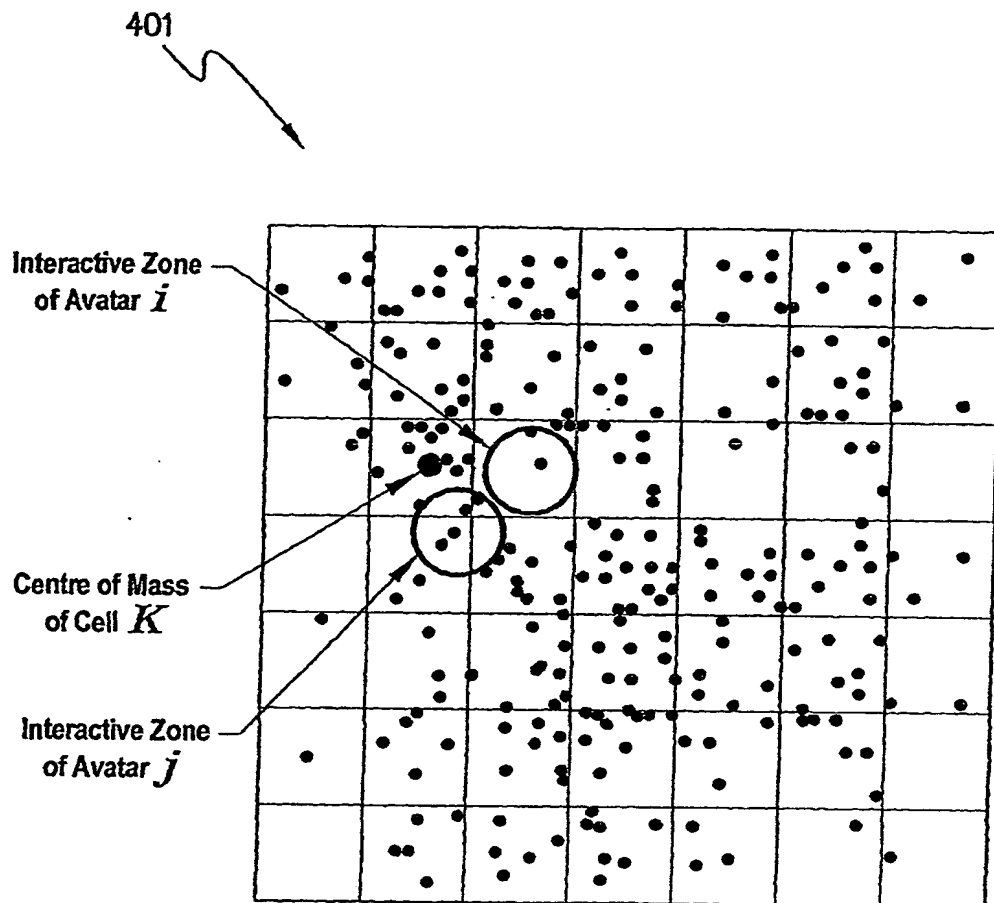 401
Interactive Zone
of Avatar i
Centre of Mass
of Cell K
Interactive Zone
of Avatar j